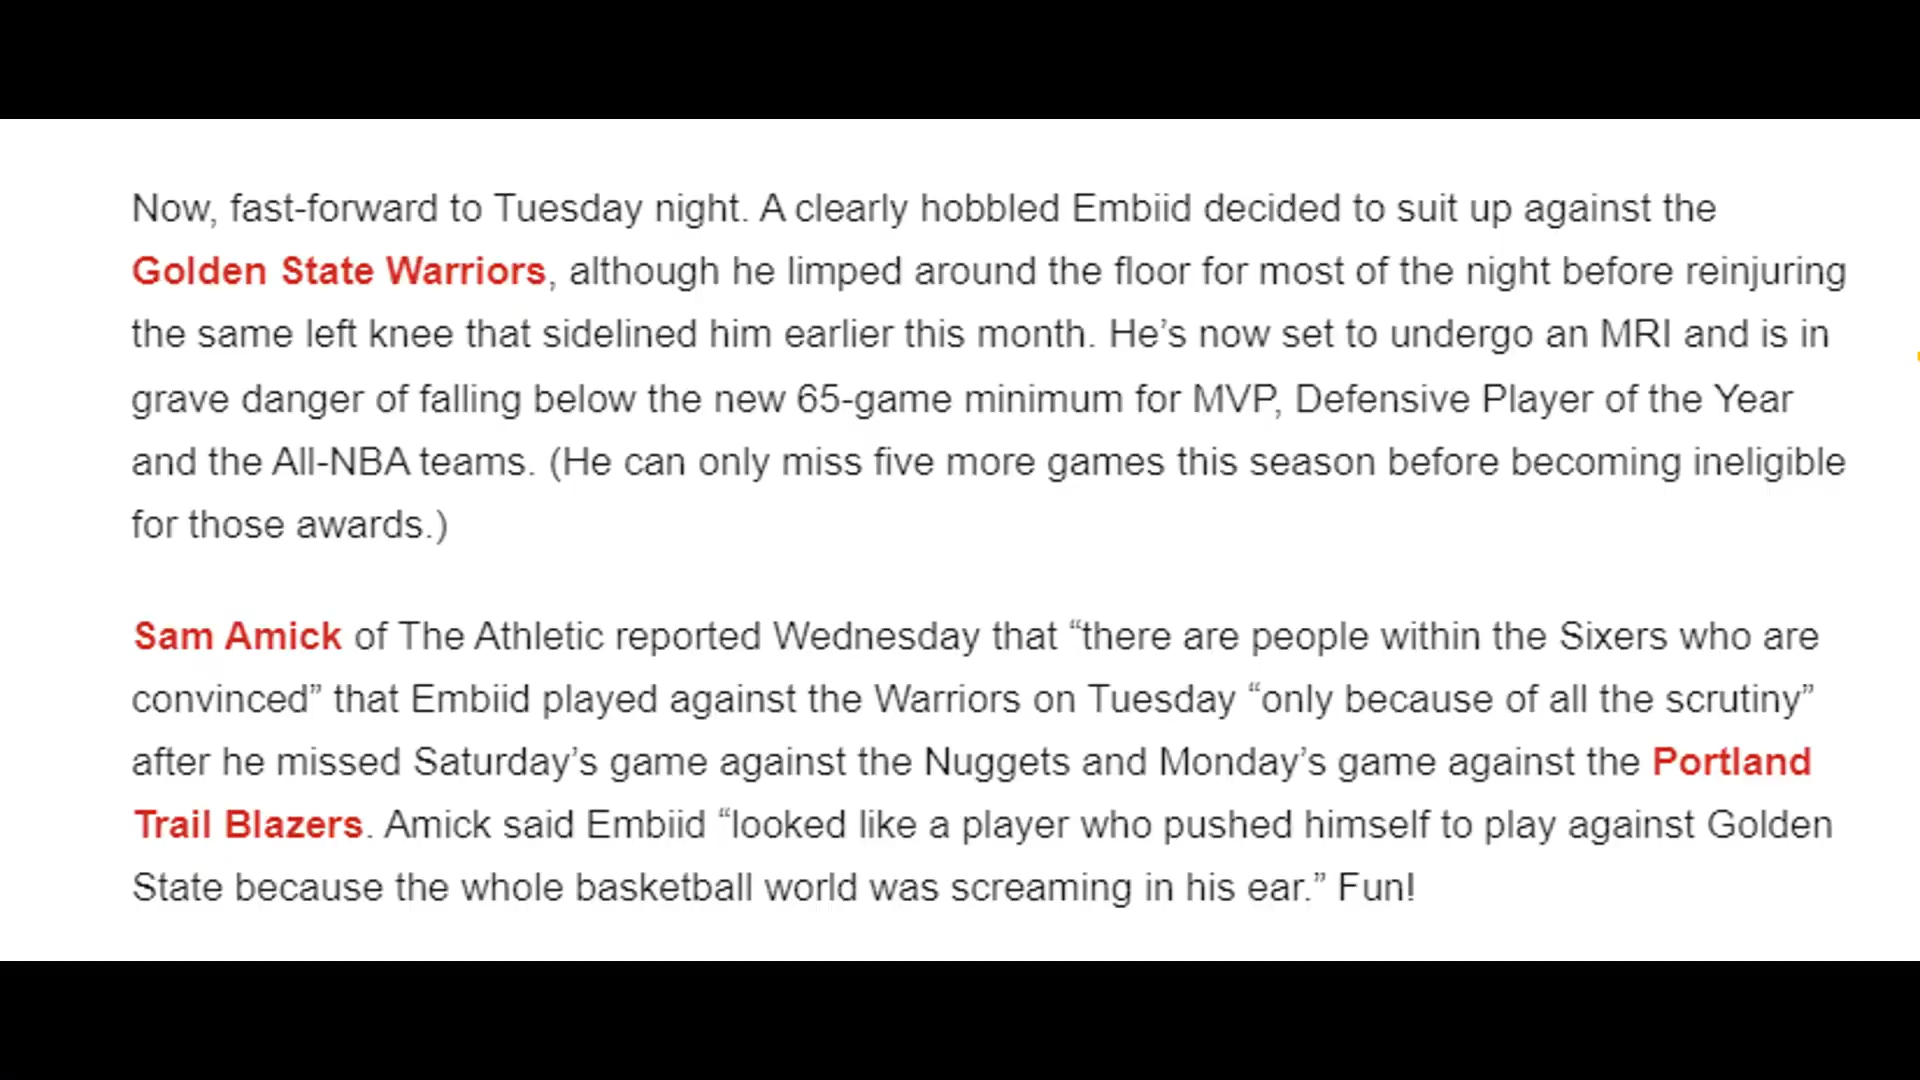 Now, fast-forward to Tuesday night. A clearly hobbled Embiid decided to suit up against the
Golden State Warriors, although he limped around the floor for most of the night before reinjuring
the same left knee that sidelined him earlier this month. He’s now set to undergo an MRI and is in
grave danger of falling below the new 65-game minimum for MVP, Defensive Player of the Year
and the All-NBA teams. (He can only miss five more games this season before becoming ineligible
for those awards.)
Sam Amick of The Athletic reported Wednesday that “there are people within the Sixers who are
convinced” that Embiid played against the Warriors on Tuesday “only because of all the scrutiny”
after he missed Saturday’s game against the Nuggets and Monday’s game against the Portland
Trail Blazers. Amick said Embiid “looked like a player who pushed himself to play against Golden
State because the whole basketball world was screaming in his ear.” Fun!